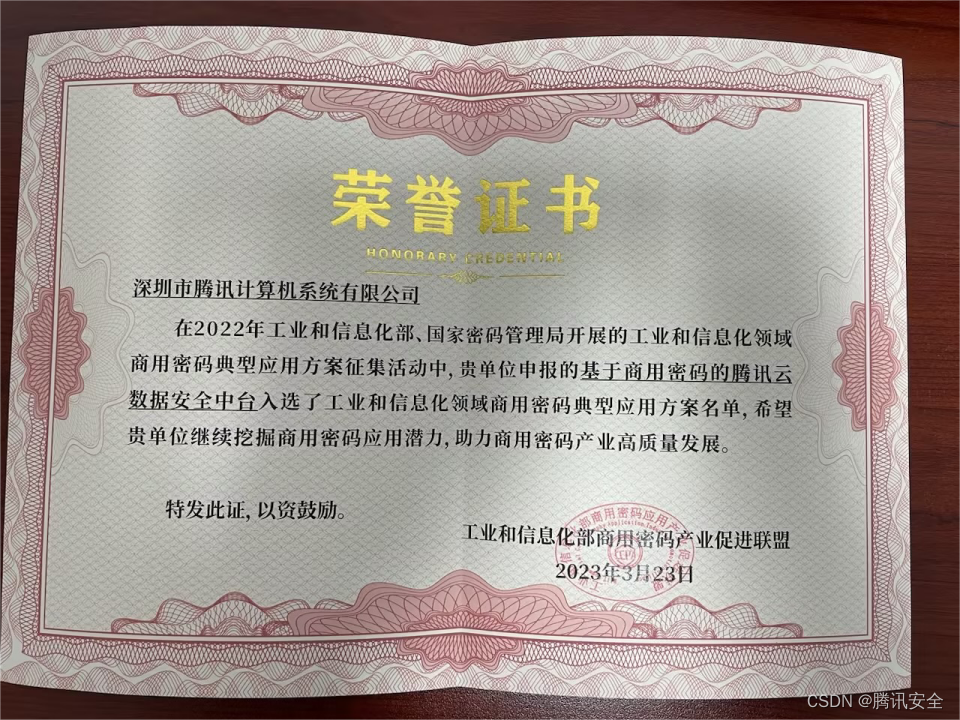 荣誉证书
HONORARY CREDENTIAL
深圳市腾讯计算机系统有限公司
在2022年工业和信息化部、国家密码管理局开展的工业和信息化领域
商用密码典型应用方案征集活动中,贵单位申报的基于商用密码的腾讯云
数据安全中台入选了工业和信息化领域商用密码典型应用方案名单,希望
贵单位继续挖掘商用密码应用潜力,助力商用密码产业高质量发展。
特发此证,以资鼓励。
工业和信息化部商用密码产业促进联盟
2023年3月23日
CSDN @腾讯安全